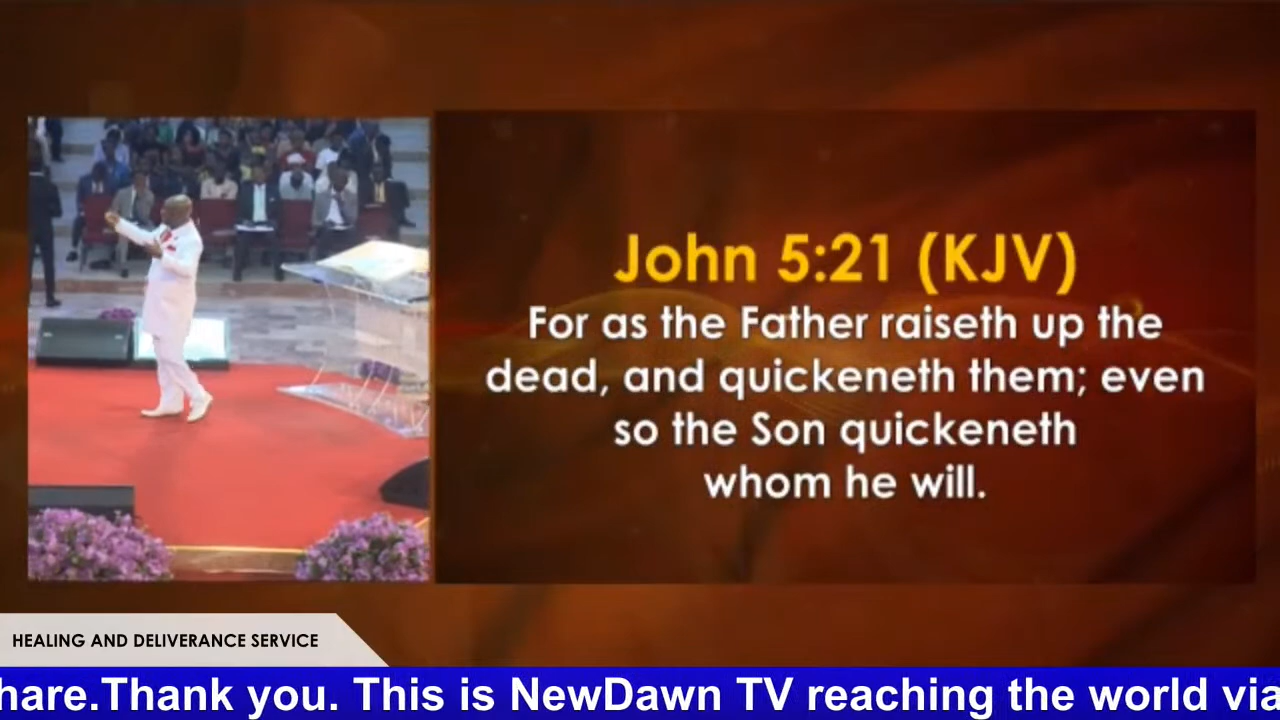 John 5:21 (KJV)
For as the Father raiseth up the
dead, and quickeneth them; even
so the Son quickeneth
whom he will.
HEALING AND DELIVERANCE SERVICE
hare.Thank you. This is NewDawn TV reaching the world via